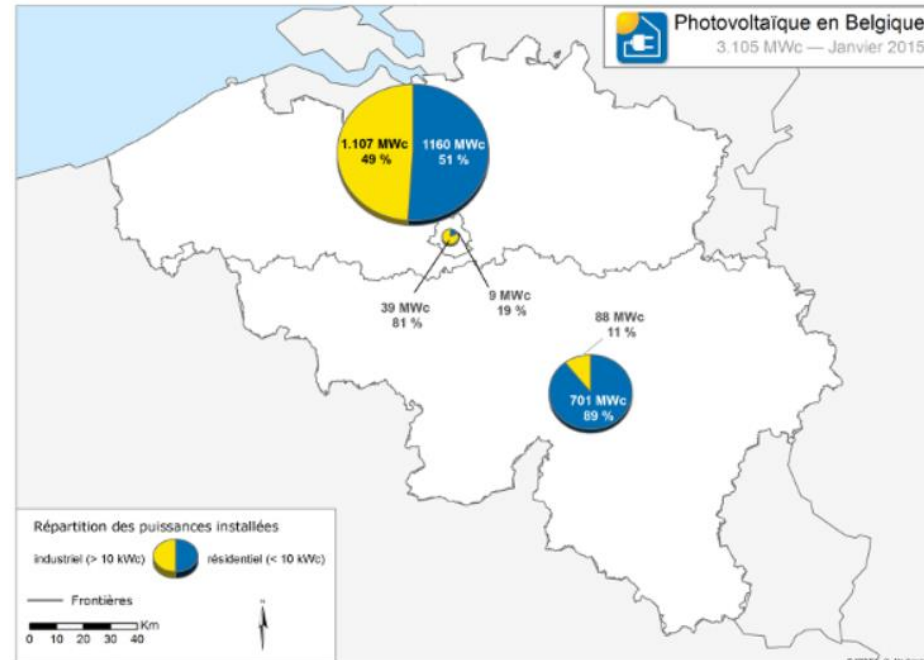 Photovoltaïque en Belgique
3.105 MWc — Janvier 2015
1.107 MWc
49 %
1160 MWc
51 %
39 MWc
81 %
9 MWc
19 %
88 MWc
11 %
701 MWc
89 %
Répartition des puissances installées
industriel (> 10 kWc) résidentiel (< 10 kWc)
Frontières
Km
0 10 20 30 40